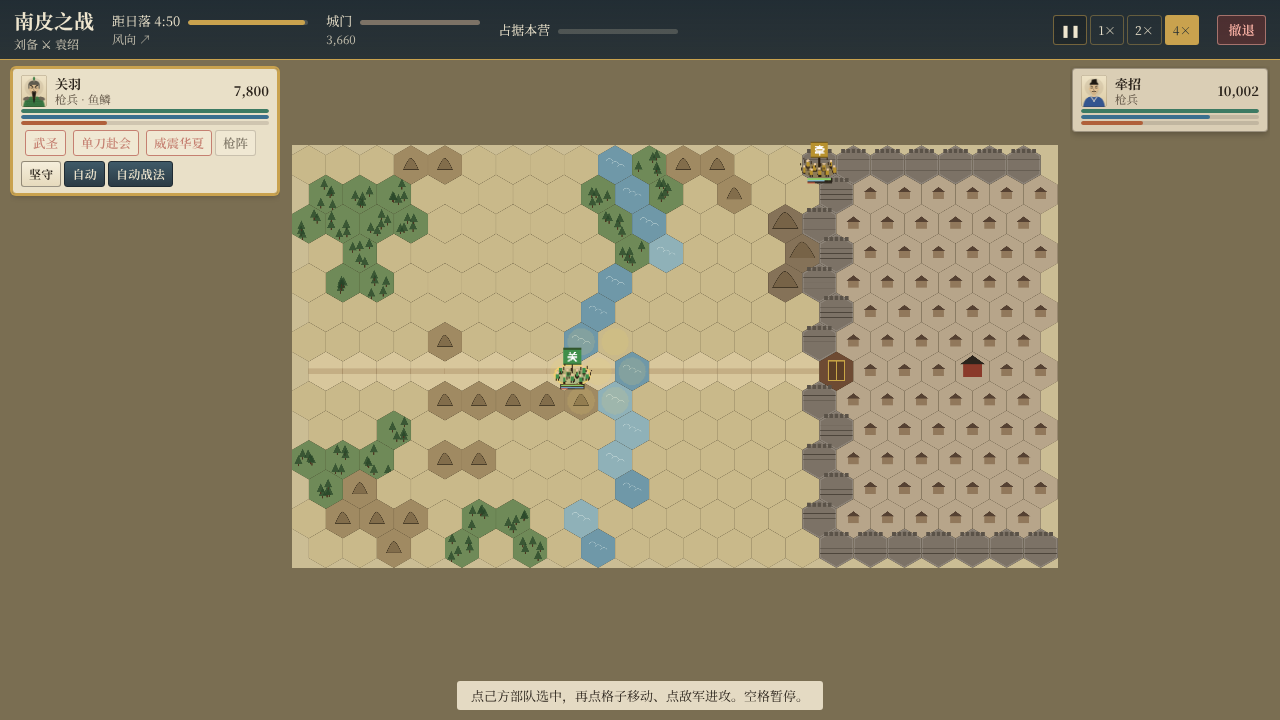 南皮之战
刘备 ⚔ 袁绍
距日落 4:50
风向 ↗
城门
3,660
占据本营
❚❚
1×
2×
4×
撤退
关羽
枪兵 · 鱼鳞
7,800
武圣
单刀赴会
威震华夏
枪阵
坚守
自动
自动战法
牵招
枪兵
10,002
关
点己方部队选中，再点格子移动、点敌军进攻。空格暂停。